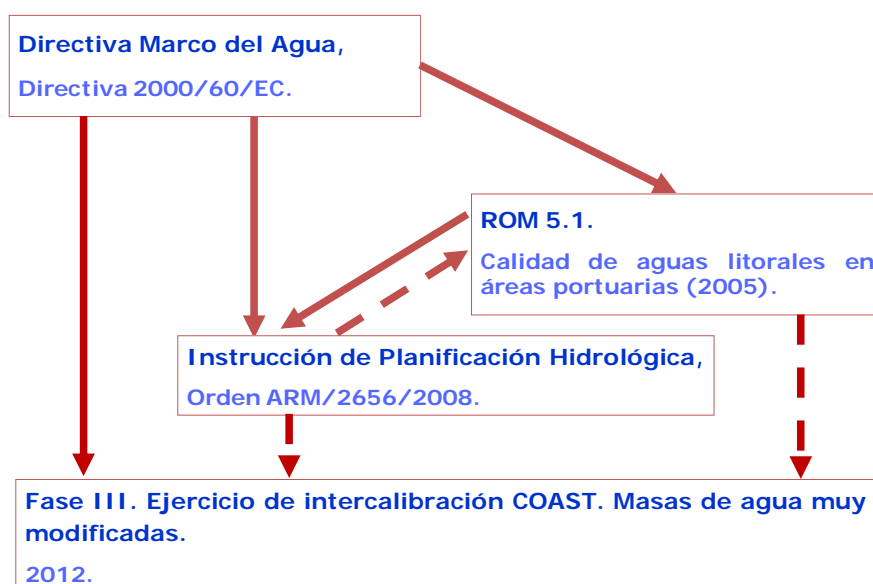 Directiva Marco del Agua,
Directiva 2000/60/EC.
ROM 5.1.
Calidad de aguas litorales en
áreas portuarias (2005).
Instrucción de Planificación Hidrológica,
Orden ARM/2656/2008.
Fase III. Ejercicio de intercalibración COAST. Masas de agua muy
modificadas.
2012.